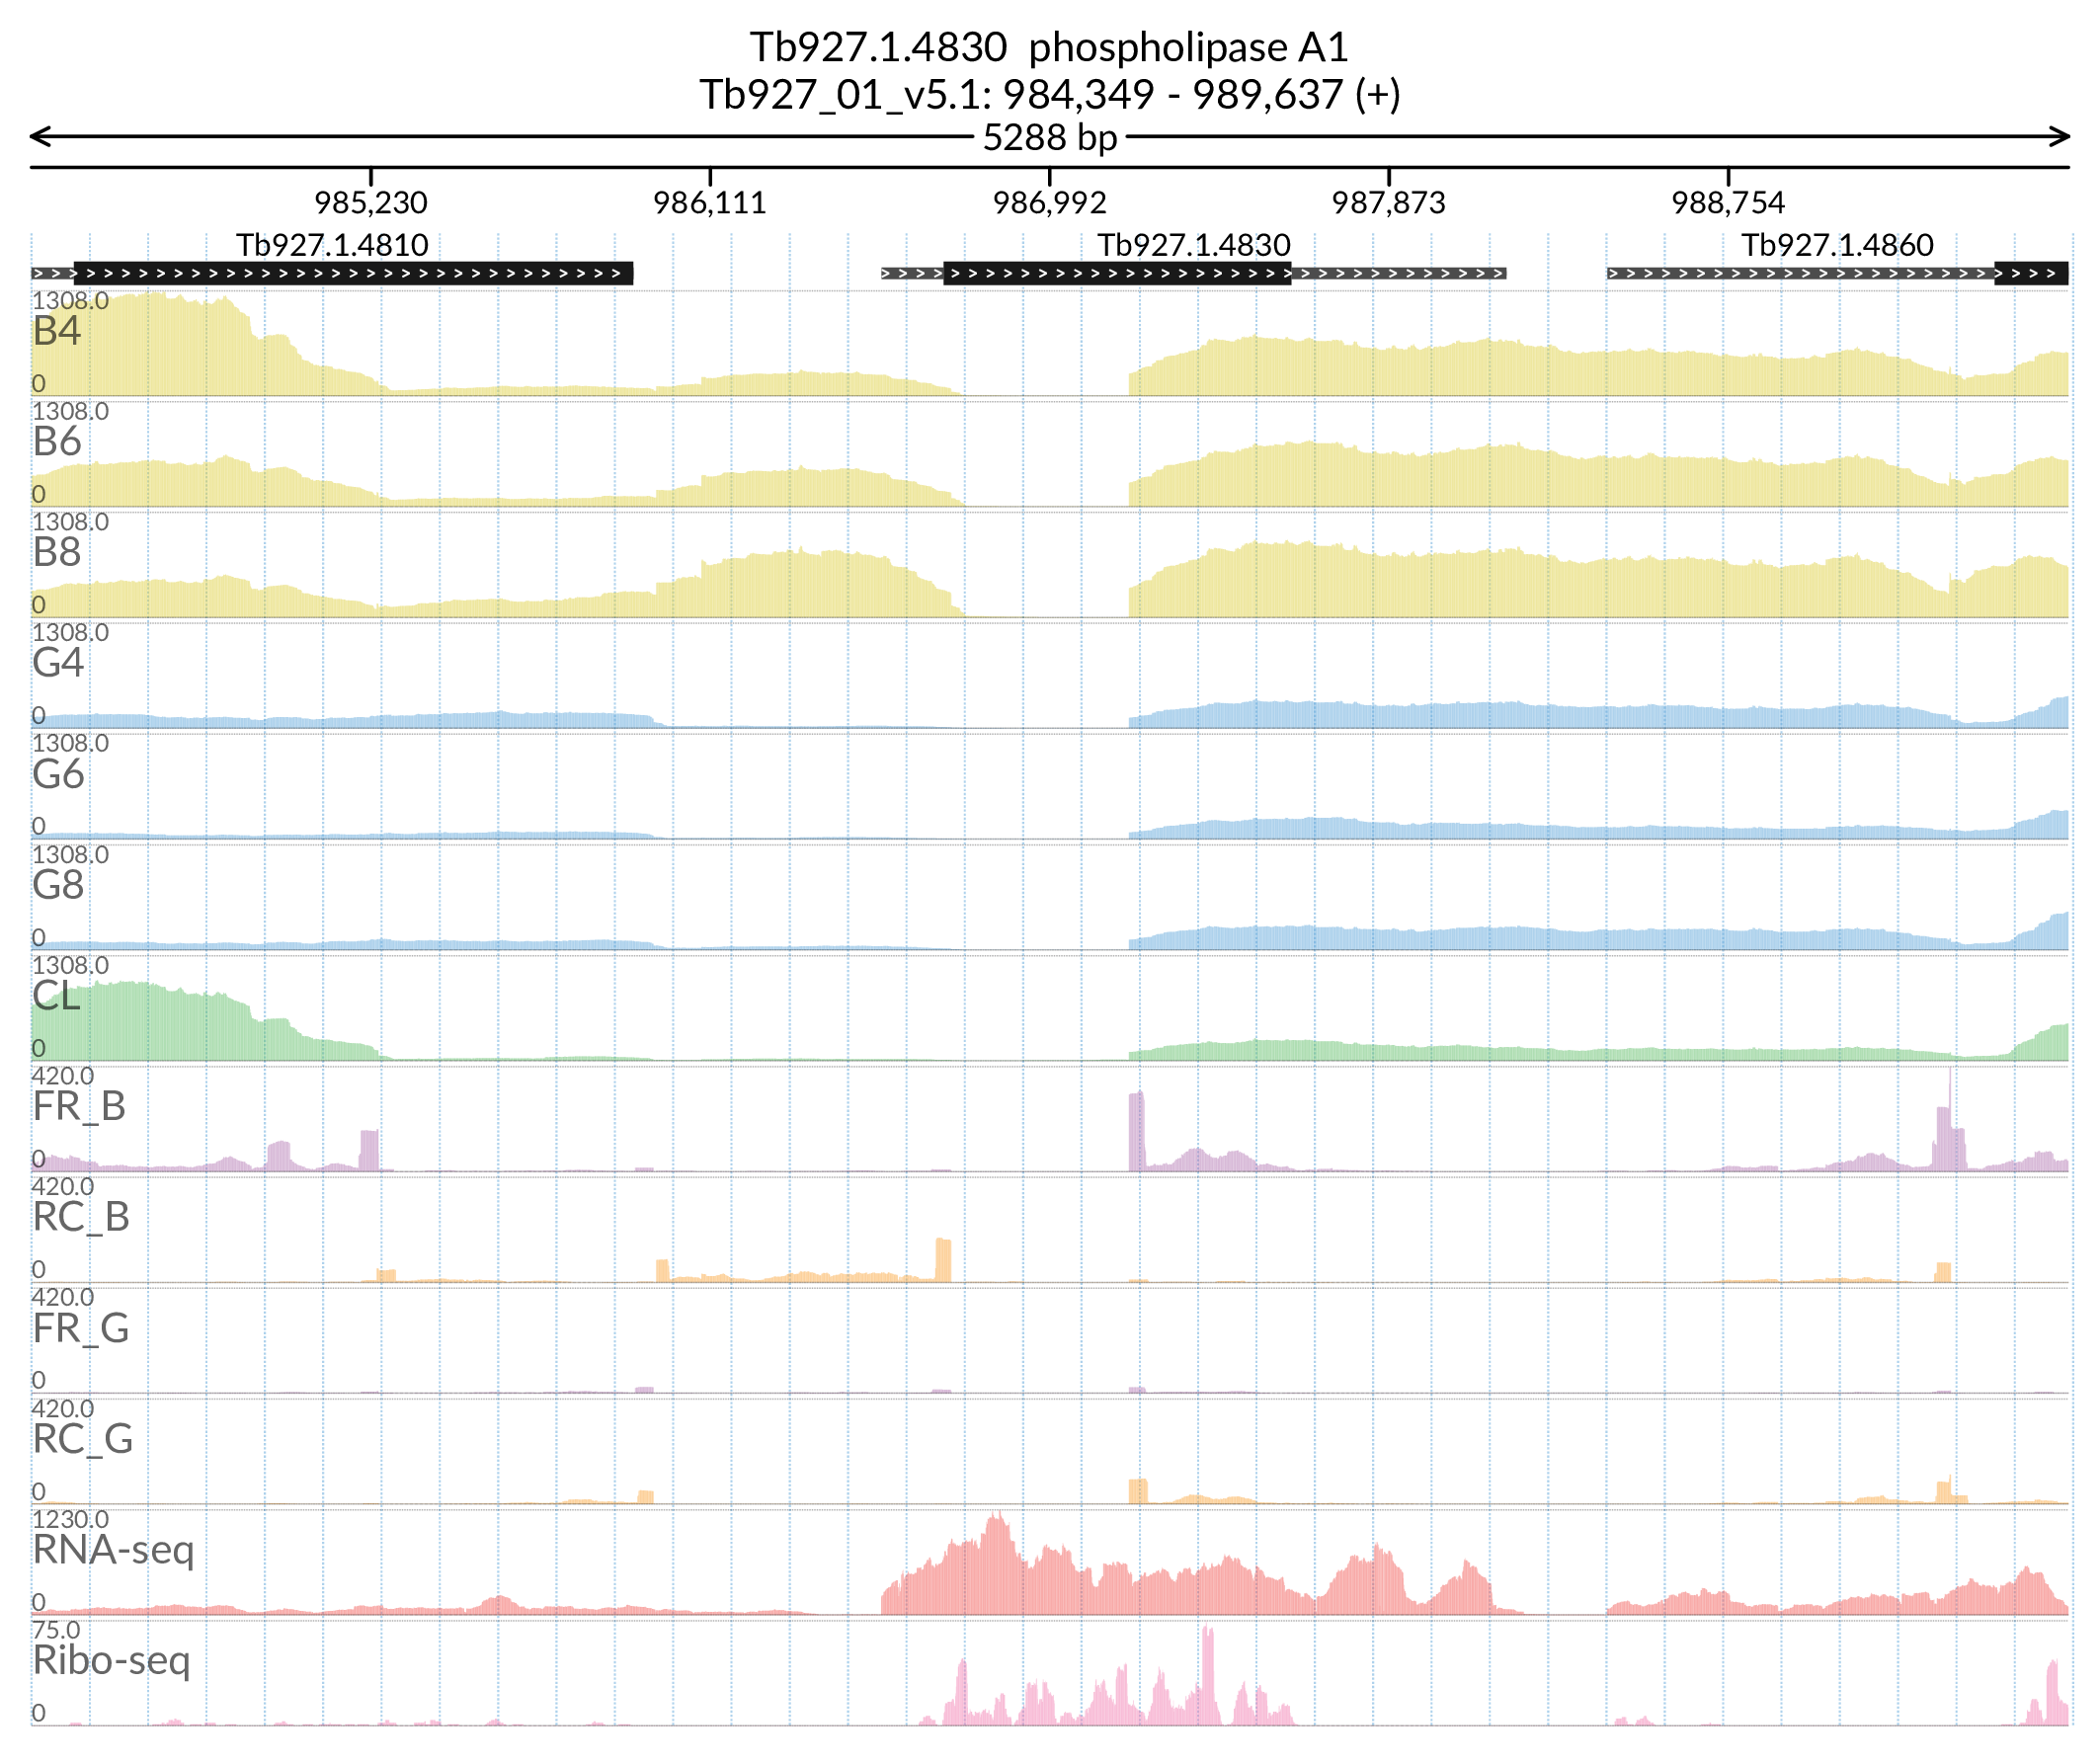 Tb927.1.4830 phospholipase A1
Tb927_01_v5.1: 984,349 - 989,637 (+)
5288 bp
985,230 986,111 986,992 987,873 988,754
Tb927.1.4810 Tb927.1.4830 Tb927.1.4860
1308.0
B4
0
1308.0
B6
0
1308.0
B8
0
1308.0
G4
0
1308.0
G6
0
1308.0
G8
0
1308.0
CL
0
420.0
FR_B
0
420.0
RC_B
0
420.0
FR_G
0
420.0
RC_G
0
1230.0
RNA-seq
0
75.0
Ribo-seq
0